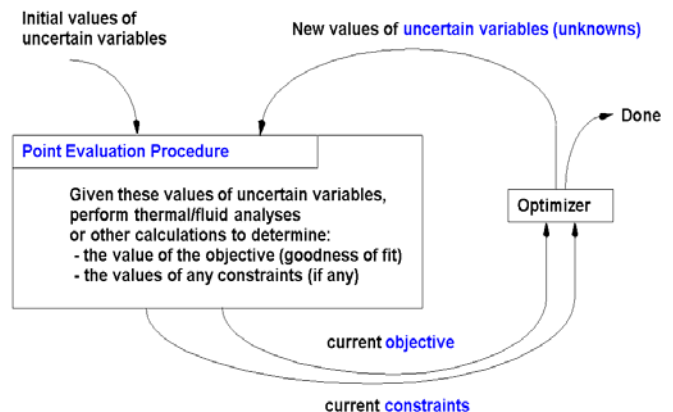 Initial values of
uncertain variables
New values of uncertain variables (unknowns)
Done
Point Evaluation Procedure
Given these values of uncertain variables,
perform thermal/fluid analyses
or other calculations to determine:
- the value of the objective (goodness of fit)
- the values of any constraints (if any)
Optimizer
current objective
current constraints